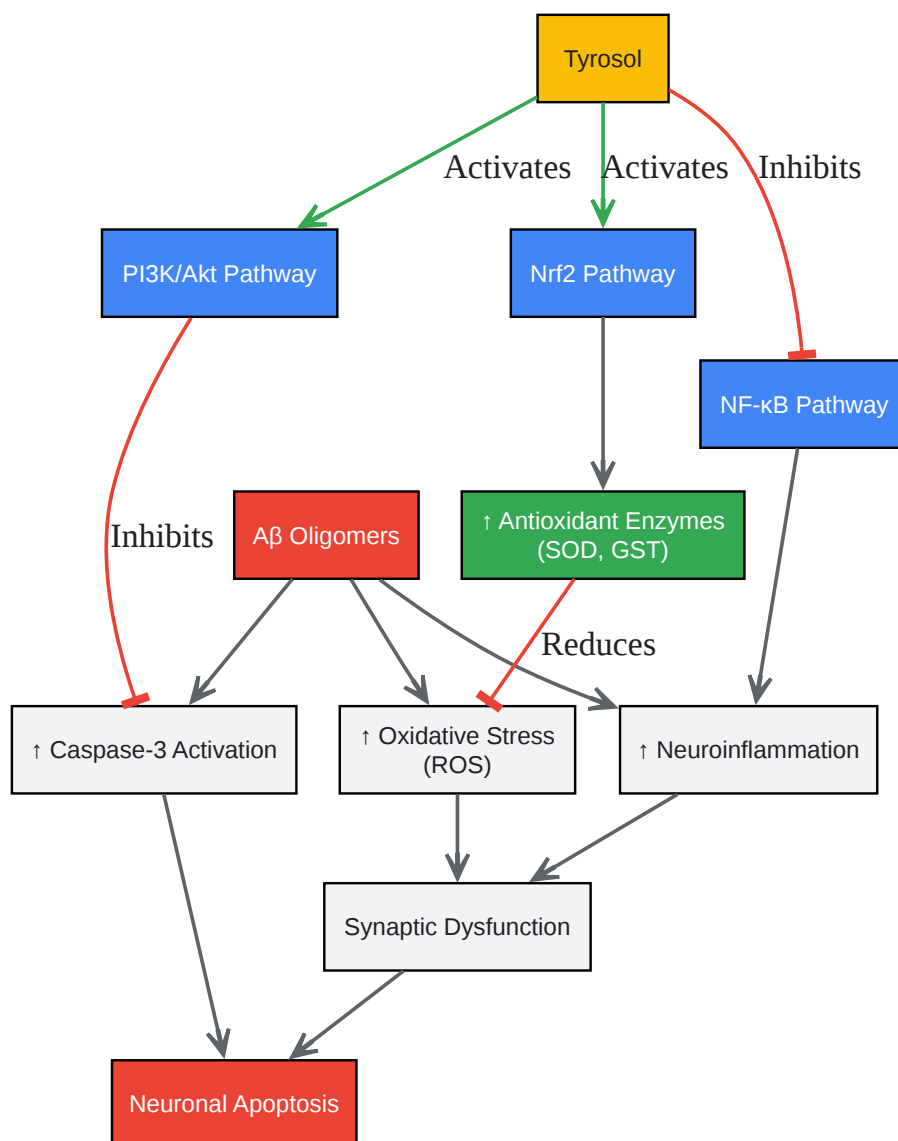 Tyrosol
Activates
Activates
Inhibits
PI3K/Akt Pathway
Nrf2 Pathway
NF-κB Pathway
Inhibits
Aβ Oligomers
↑ Antioxidant Enzymes
(SOD, GST)
Reduces
↑ Caspase-3 Activation
↑ Oxidative Stress
(ROS)
↑ Neuroinflammation
Synaptic Dysfunction
Neuronal Apoptosis